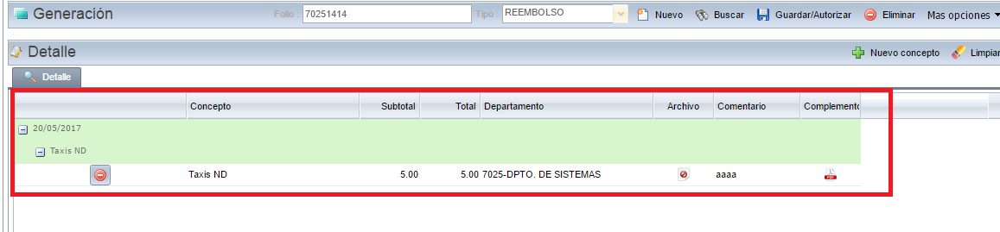 Generación Folio : 70251414 Tipo : REEMBOLSO Nuevo Buscar Guardar/Autorizar Eliminar Mas opciones
Detalle Nuevo concepto Limpiar
Detalle
Concepto Subtotal Total Departamento Archivo Comentario Complemento
20/05/2017
Taxis ND
Taxis ND 5.00 5.00 7025-DPTO. DE SISTEMAS aaaa PDF